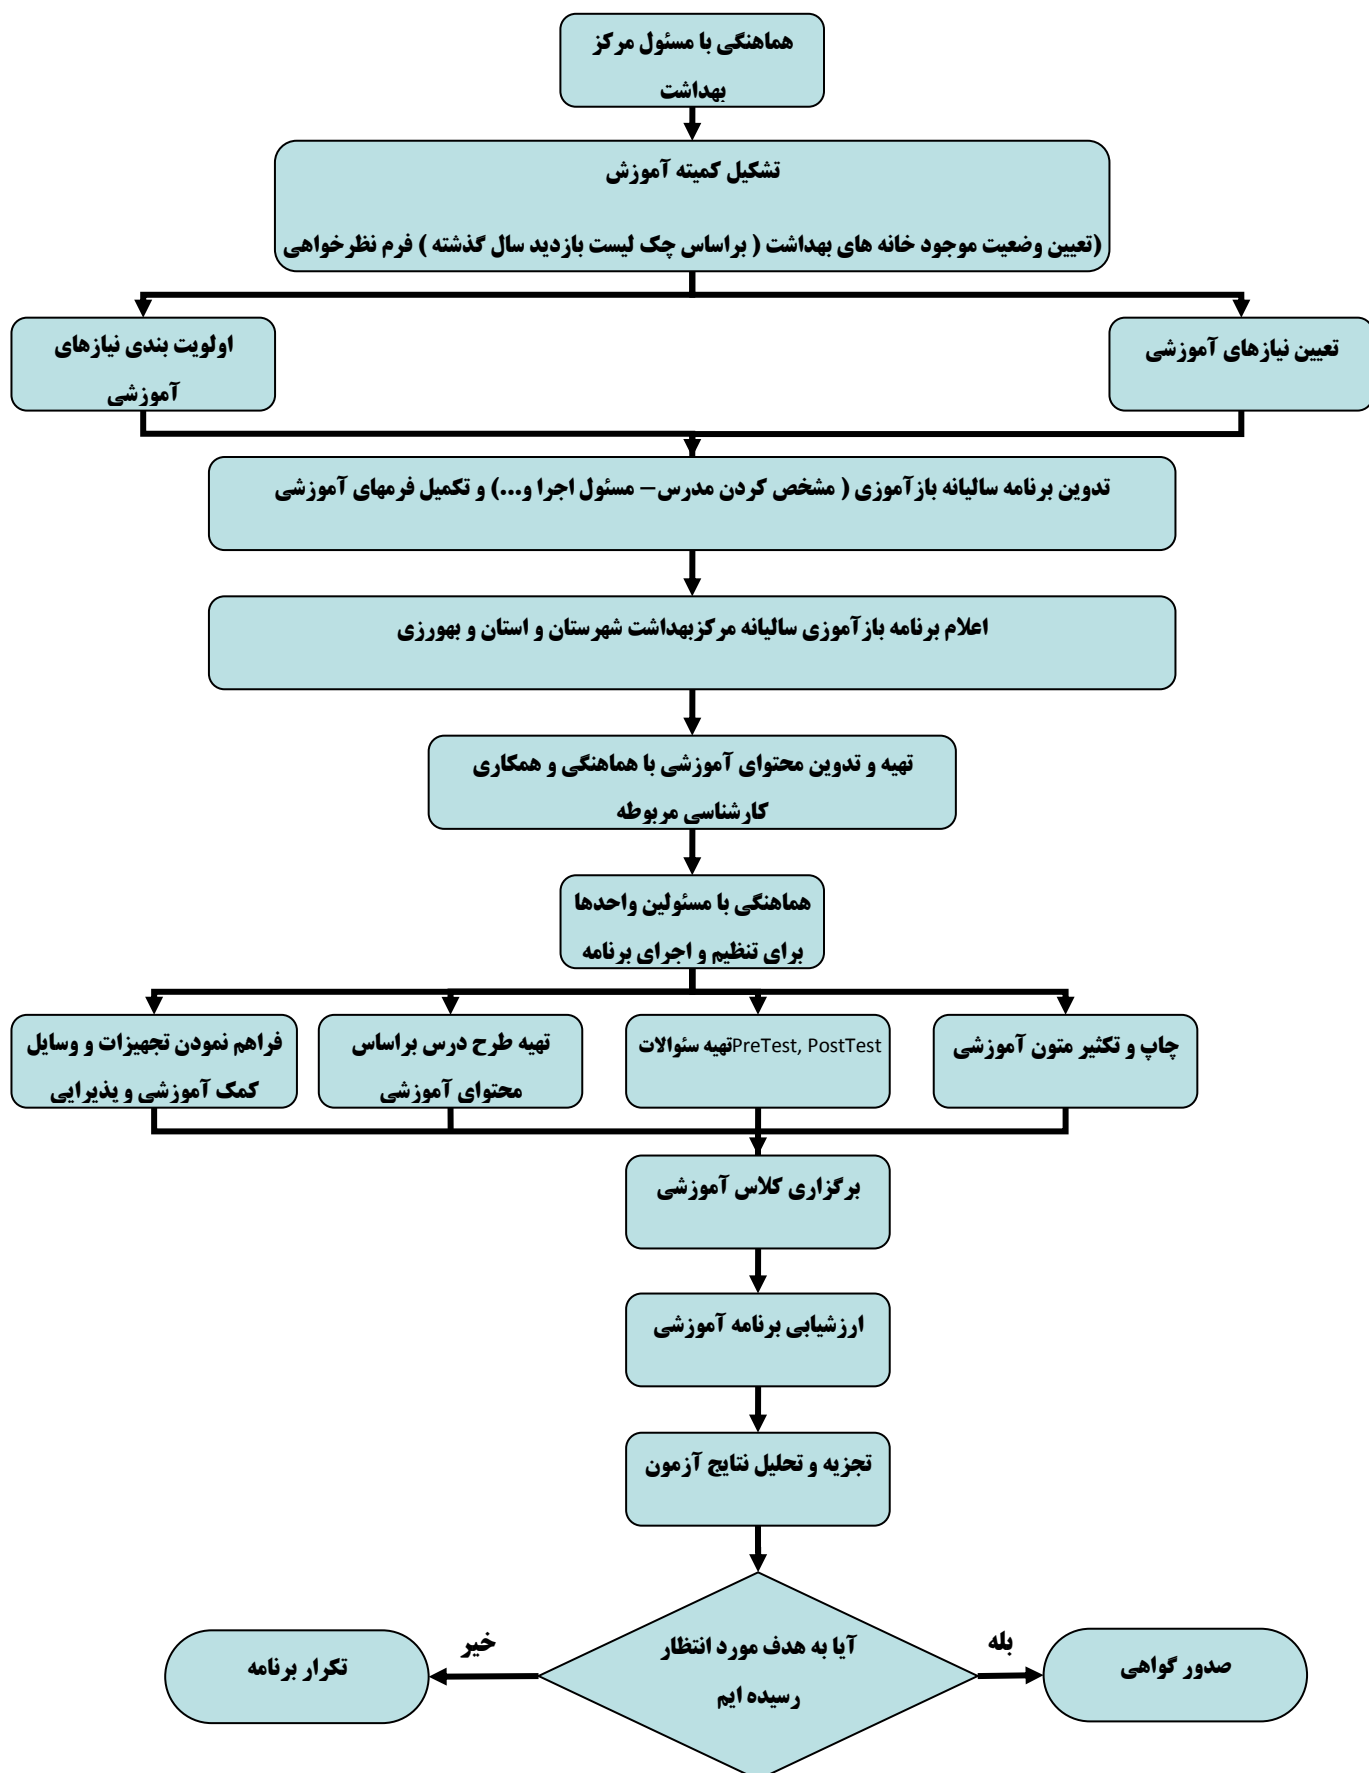 هماهنگی با مسئول مرکز
بهداشت
تشکیل کمیته آموزش
(تعیین وضعیت موجود خانه های بهداشت ( براساس چک لیست بازدید سال گذشته ) فرم نظرخواهی
تعیین نیازهای آموزشی
اولویت بندی نیازهای
آموزشی
تدوین برنامه سالیانه بازآموزی ( مشخص کردن مدرس– مسئول اجرا و...) و تکمیل فرمهای آموزشی
اعلام برنامه بازآموزی سالیانه مرکزبهداشت شهرستان و استان و بهورزی
تهیه و تدوین محتوای آموزشی با هماهنگی و همکاری
کارشناسی مربوطه
هماهنگی با مسئولین واحدها
برای تنظیم و اجرای برنامه
چاپ و تکثیر متون آموزشی
PreTest, PostTestتهیه سئوالات
تهیه طرح درس براساس
محتوای آموزشی
فراهم نمودن تجهیزات و وسایل
کمک آموزشی و پذیرایی
برگزاری کلاس آموزشی
ارزشیابی برنامه آموزشی
تجزیه و تحلیل نتایج آزمون
آیا به هدف مورد انتظار
رسیده ایم
بله
صدور گواهی
خیر
تکرار برنامه